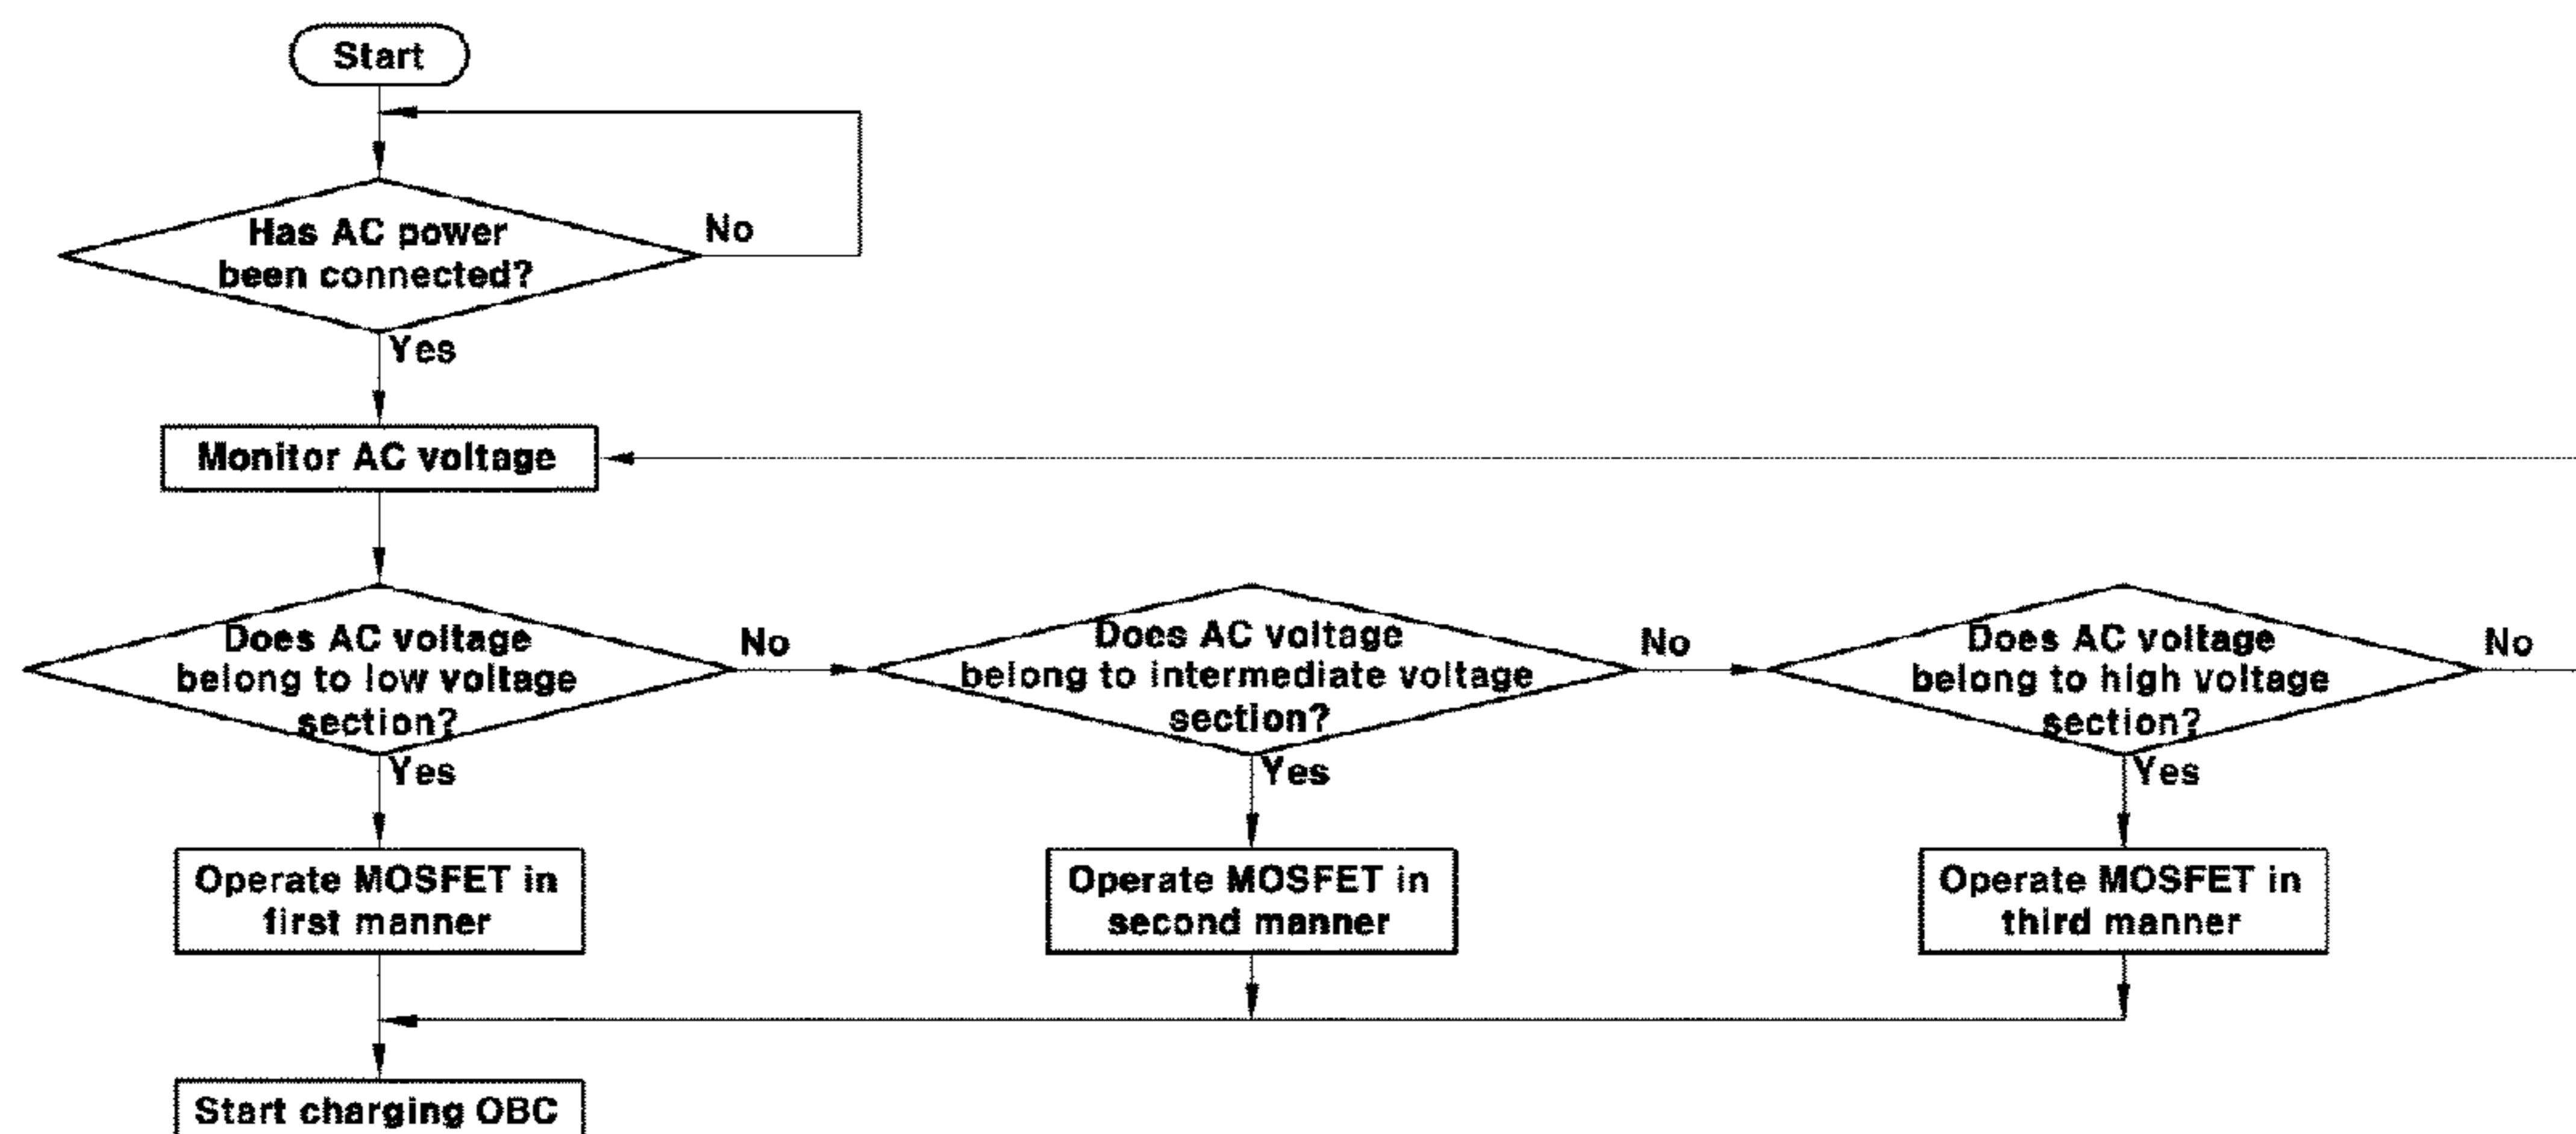 Start
Has AC power
been connected?
No
Yes
Monitor AC voltage
Does AC voltage
belong to low voltage
section?
No
Yes
Does AC voltage
belong to intermediate voltage
section?
No
Yes
Does AC voltage
belong to high voltage
section?
No
Yes
Operate MOSFET in
first manner
Operate MOSFET in
second manner
Operate MOSFET in
third manner
Start charging OBC